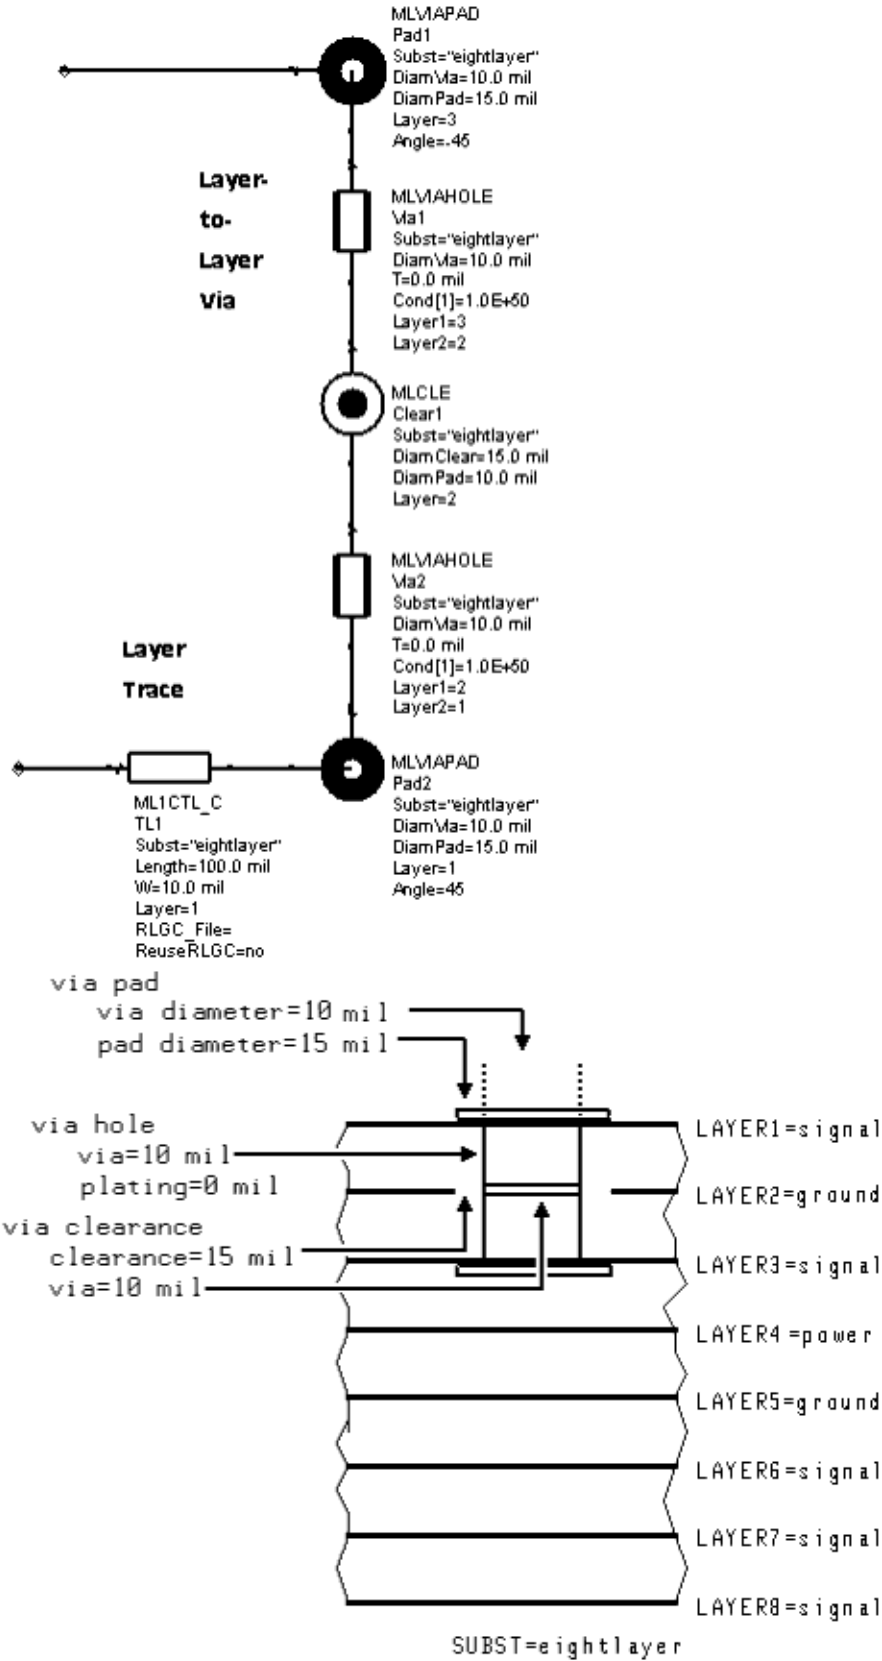 MLVIAPAD
Pad1
Subst="eightlayer"
DiamVia=10.0 mil
DiamPad=15.0 mil
Layer=3
Angle=-45
Layer-
to-
Layer
Via
MLVIAHOLE
Via1
Subst="eightlayer"
DiamVia=10.0 mil
T=0.0 mil
Cond[1]=1.0E+50
Layer1=3
Layer2=2
MLCLE
Clear1
Subst="eightlayer"
DiamClear=15.0 mil
DiamPad=10.0 mil
Layer=2
MLVIAHOLE
Via2
Subst="eightlayer"
DiamVia=10.0 mil
T=0.0 mil
Cond[1]=1.0E+50
Layer1=2
Layer2=1
Layer
Trace
MLVIAPAD
Pad2
Subst="eightlayer"
DiamVia=10.0 mil
DiamPad=15.0 mil
Layer=1
Angle=45
ML1CTL_C
TL1
Subst="eightlayer"
Length=100.0 mil
W=10.0 mil
Layer=1
RLGC_File=
ReuseRLGC=no
via pad
via diameter=10 mil
pad diameter=15 mil
via hole
via=10 mil
plating=0 mil
via clearance
clearance=15 mil
via=10 mil
LAYER1=signal
LAYER2=ground
LAYER3=signal
LAYER4=power
LAYER5=ground
LAYER6=signal
LAYER7=signal
LAYER8=signal
SUBST=eightlayer